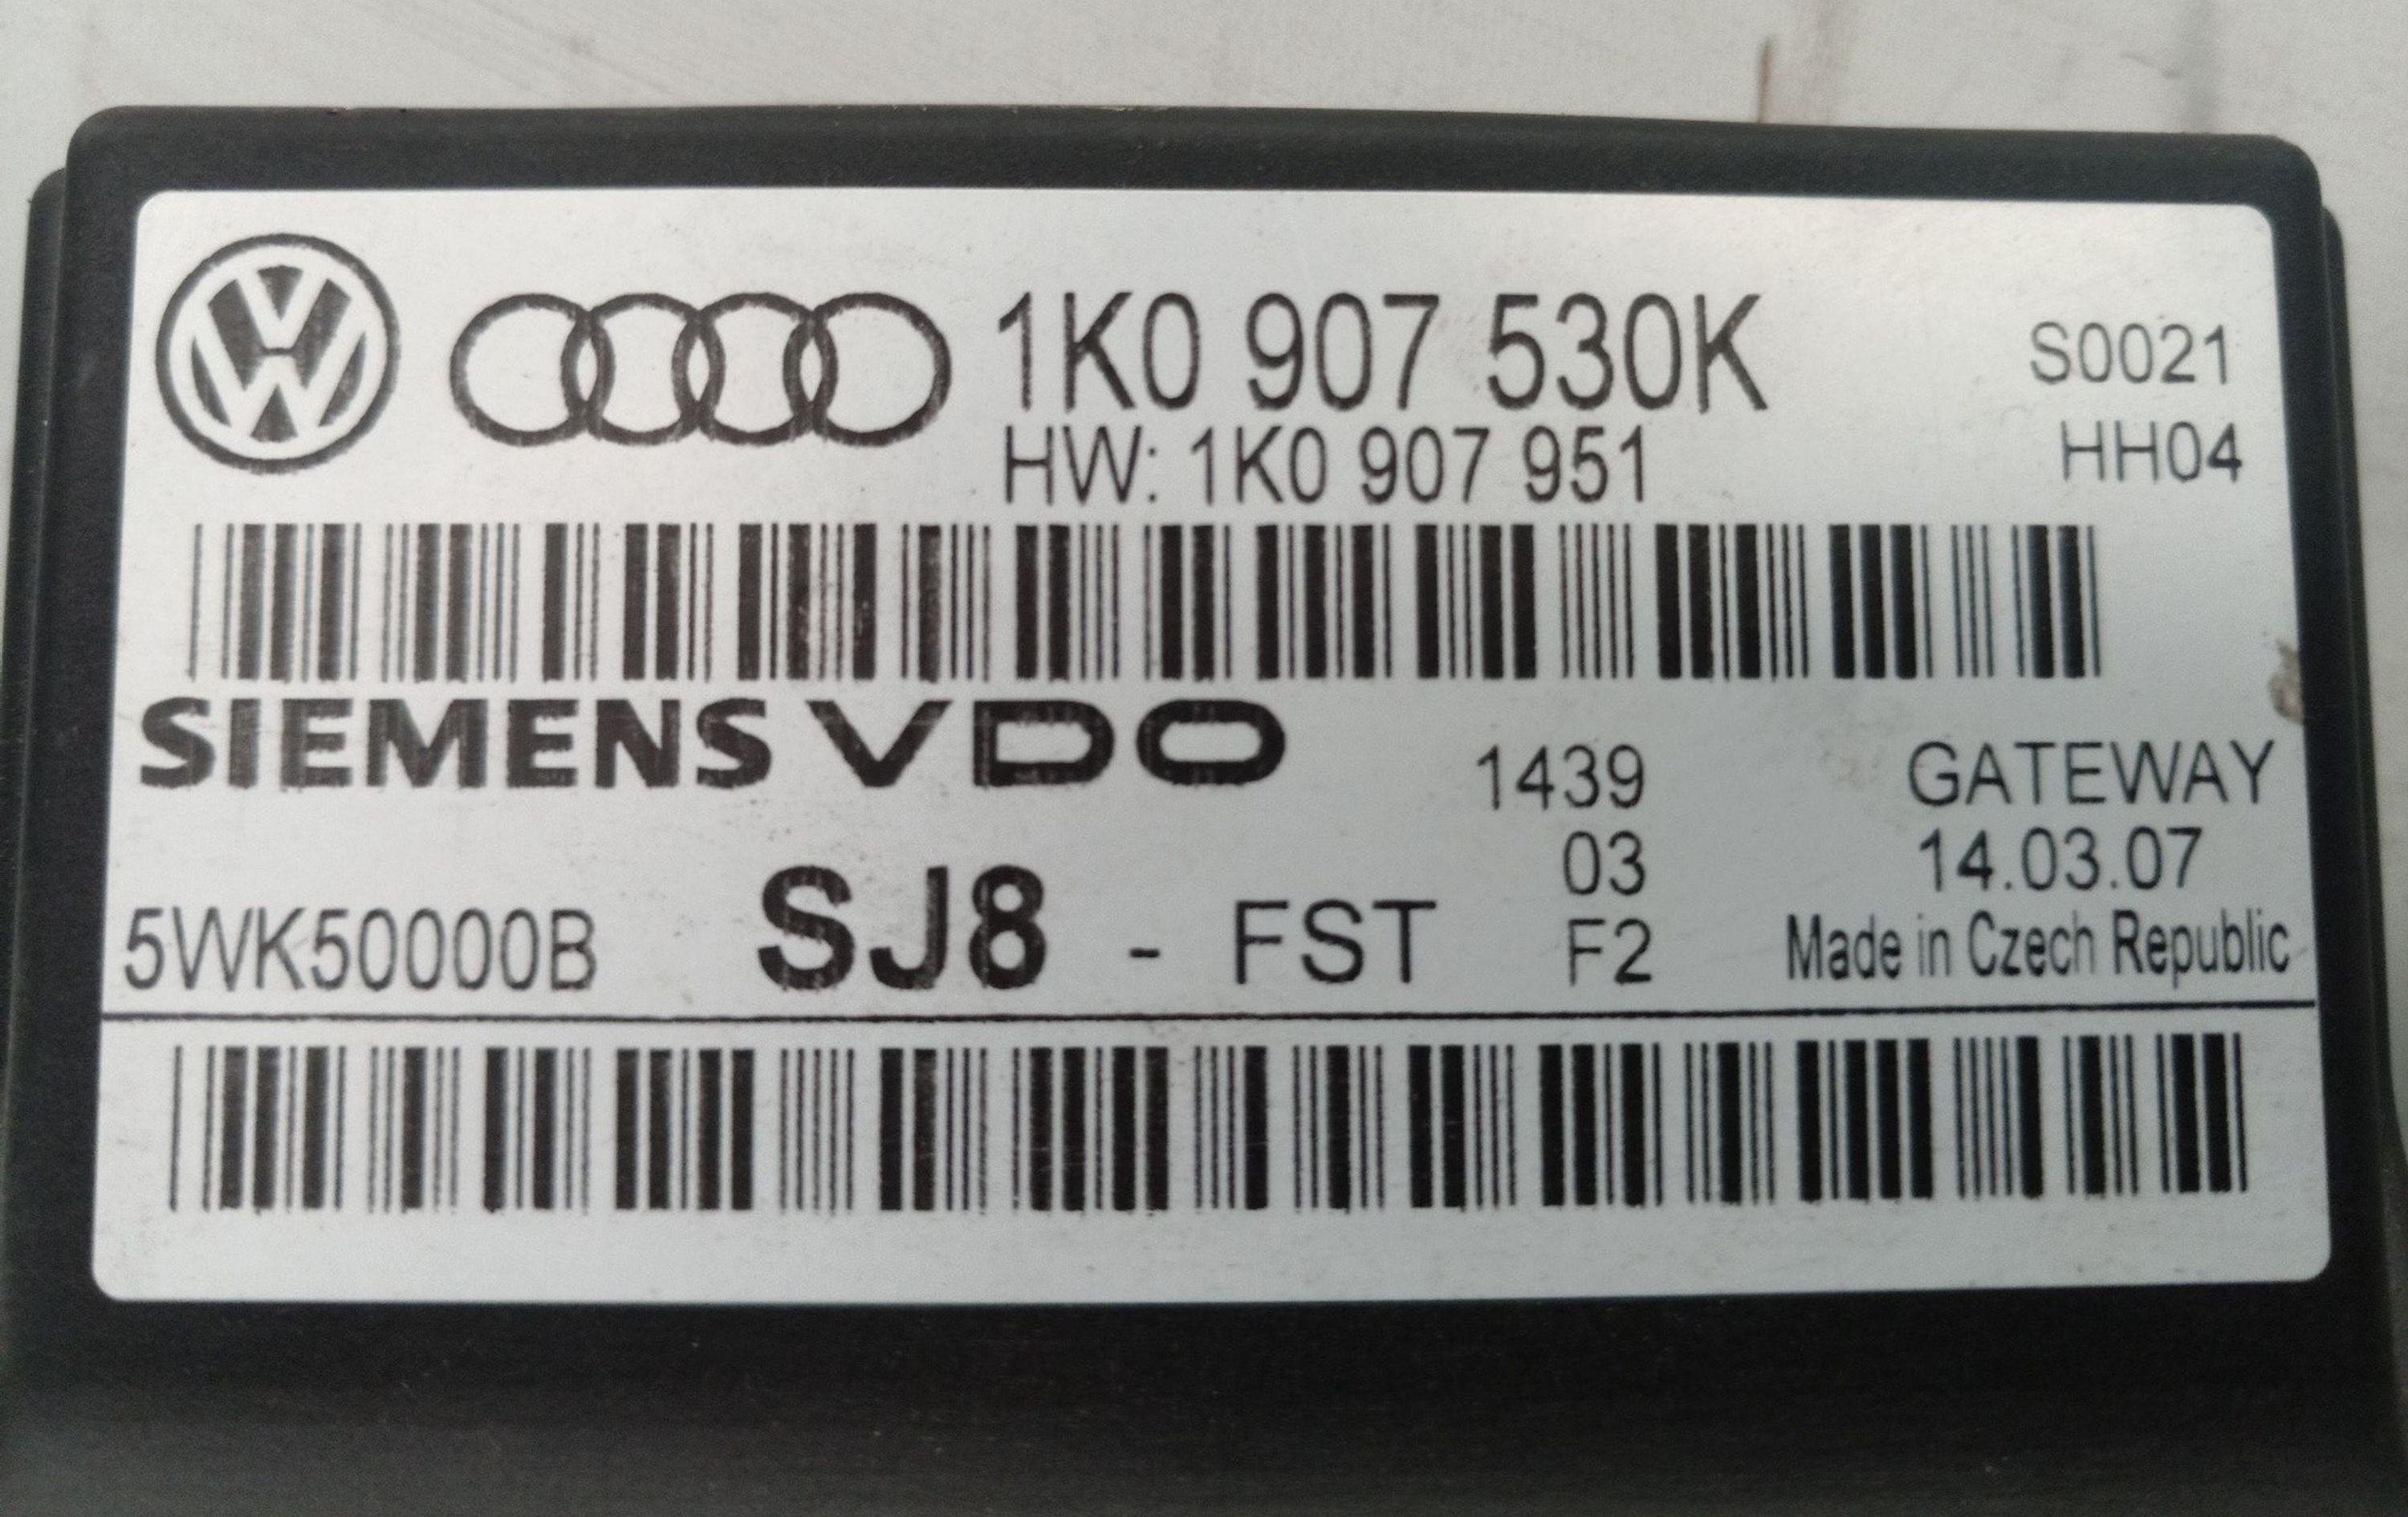 1K0 907 530K S0021
HW: 1K0 907 951 HH04
SIEMENS VDO 1439 GATEWAY
03 14.03.07
5WK50000B SJ8 - FST F2 Made in Czech Republic